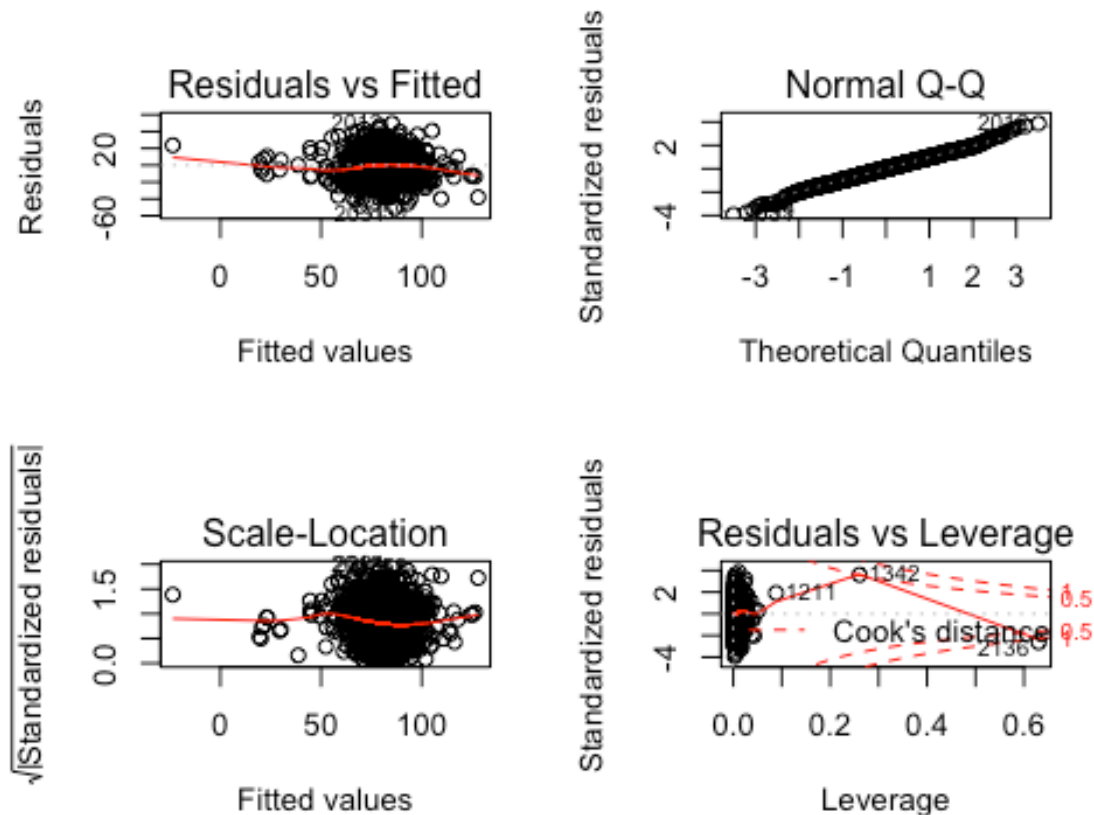 Residuals vs Fitted
Residuals
20
-60
0 50 100
Fitted values
Normal Q-Q
Standardized residuals
2
-4
-3 -1 1 2 3
Theoretical Quantiles
Scale-Location
√|Standardized residuals|
1.5
0.0
0 50 100
Fitted values
Residuals vs Leverage
Standardized residuals
2
-4
1342
1211
1
0.5
Cook's distance
0.5
1
2136
0.0 0.2 0.4 0.6
Leverage